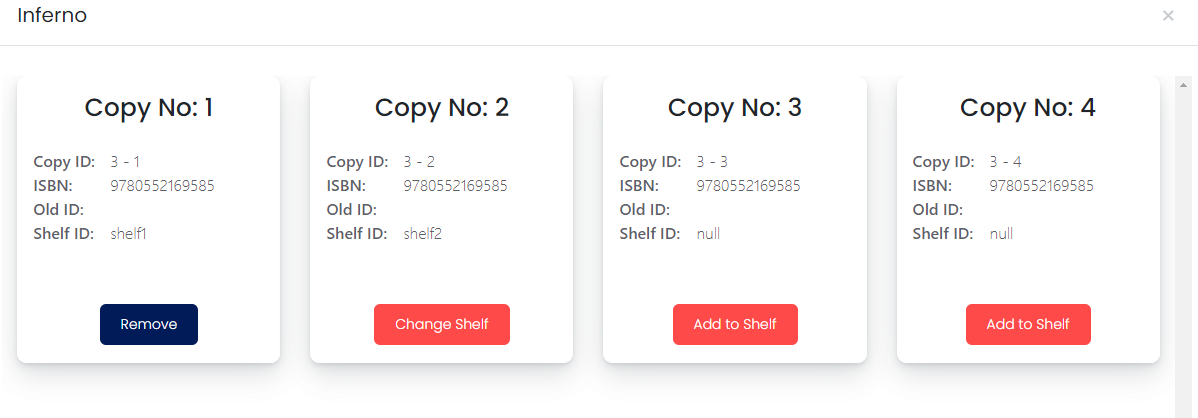 Inferno
×
Copy No: 1
Copy ID: 3 - 1
ISBN: 9780552169585
Old ID:
Shelf ID: shelf1
Remove
Copy No: 2
Copy ID: 3 - 2
ISBN: 9780552169585
Old ID:
Shelf ID: shelf2
Change Shelf
Copy No: 3
Copy ID: 3 - 3
ISBN: 9780552169585
Old ID:
Shelf ID: null
Add to Shelf
Copy No: 4
Copy ID: 3 - 4
ISBN: 9780552169585
Old ID:
Shelf ID: null
Add to Shelf